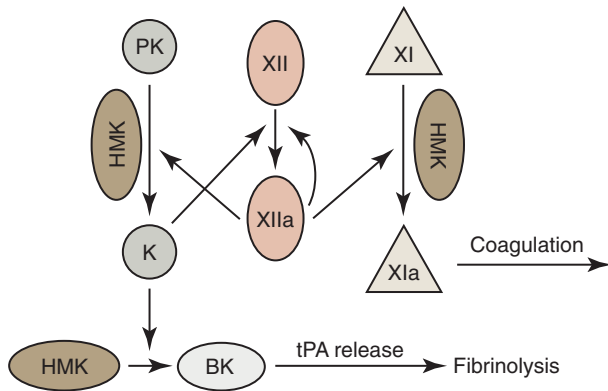 PK
XII
XI
HMK
HMK
K
XIIa
XIa
Coagulation
HMK
BK
tPA release
Fibrinolysis